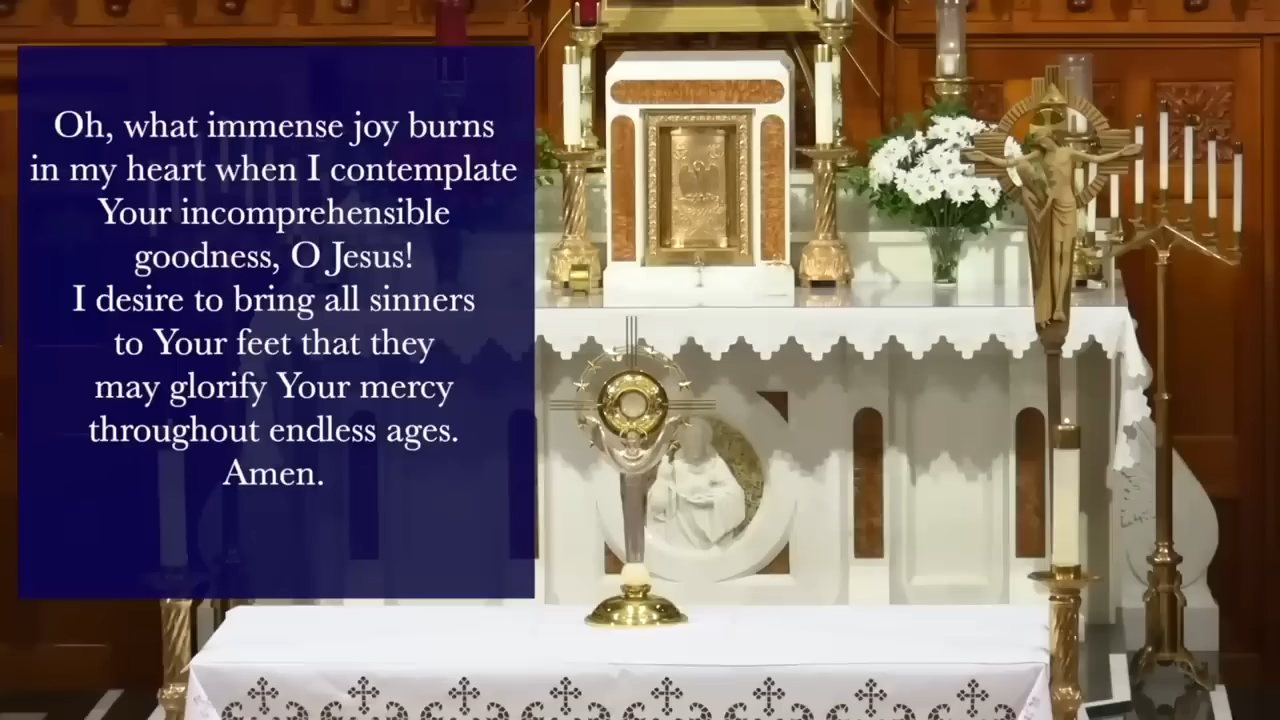 Oh, what immense joy burns
in my heart when I contemplate
Your incomprehensible
goodness, O Jesus!
I desire to bring all sinners
to Your feet that they
may glorify Your mercy
throughout endless ages.
Amen.